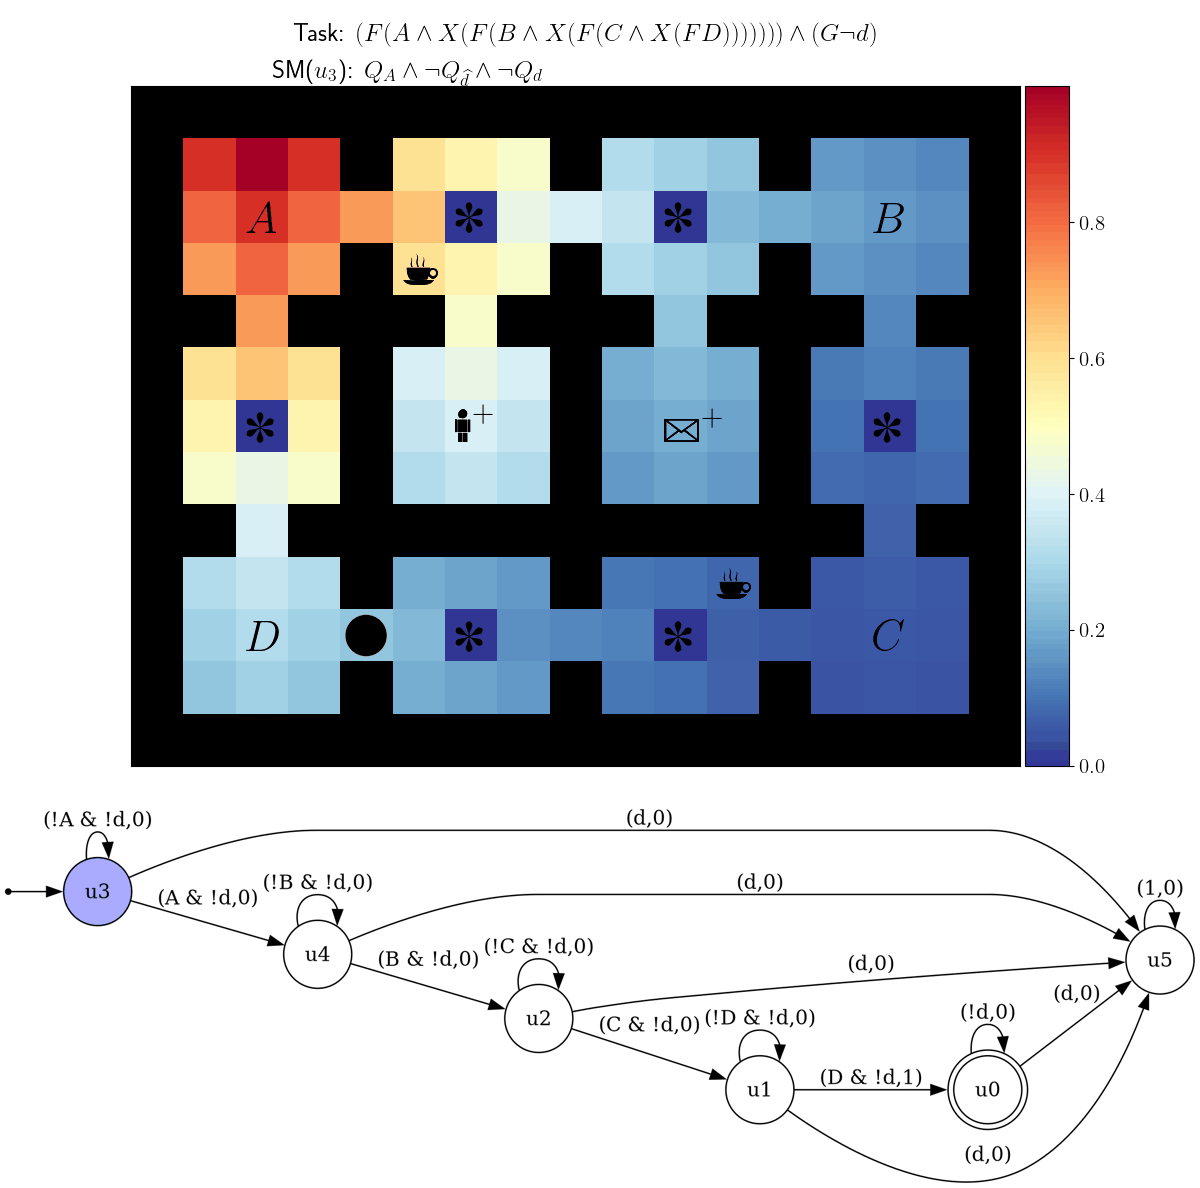 Task: (F(A ∧ X(F(B ∧ X(F(C ∧ X(FD))))))) ∧ (G¬d)
SM(u₃): Q_A ∧ ¬Q_d̂ ∧ ¬Q_d
A * * B
0.8
0.6
* + + *
0.4
0.2
D * * C
0.0
(d,0)
(!A & !d,0)
(!B & !d,0) (d,0)
(1,0)
u3
(A & !d,0)
(!C & !d,0)
u4
(B & !d,0)
(d,0)
u5
(d,0)
u2
(C & !d,0) (!D & !d,0)
(!d,0)
(D & !d,1)
u1
u0
(d,0)